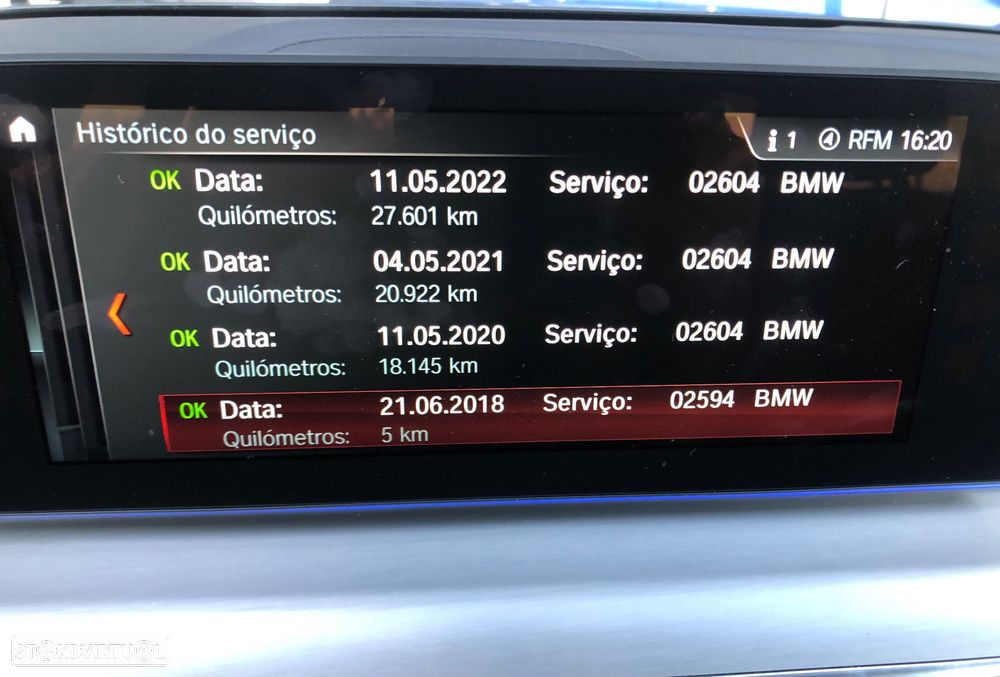 Histórico do serviço i 1 4 RFM 16:20
OK Data: 11.05.2022 Serviço: 02604 BMW
Quilómetros: 27.601 km
OK Data: 04.05.2021 Serviço: 02604 BMW
Quilómetros: 20.922 km
OK Data: 11.05.2020 Serviço: 02604 BMW
Quilómetros: 18.145 km
OK Data: 21.06.2018 Serviço: 02594 BMW
Quilómetros: 5 km
STANDVIRTUAL